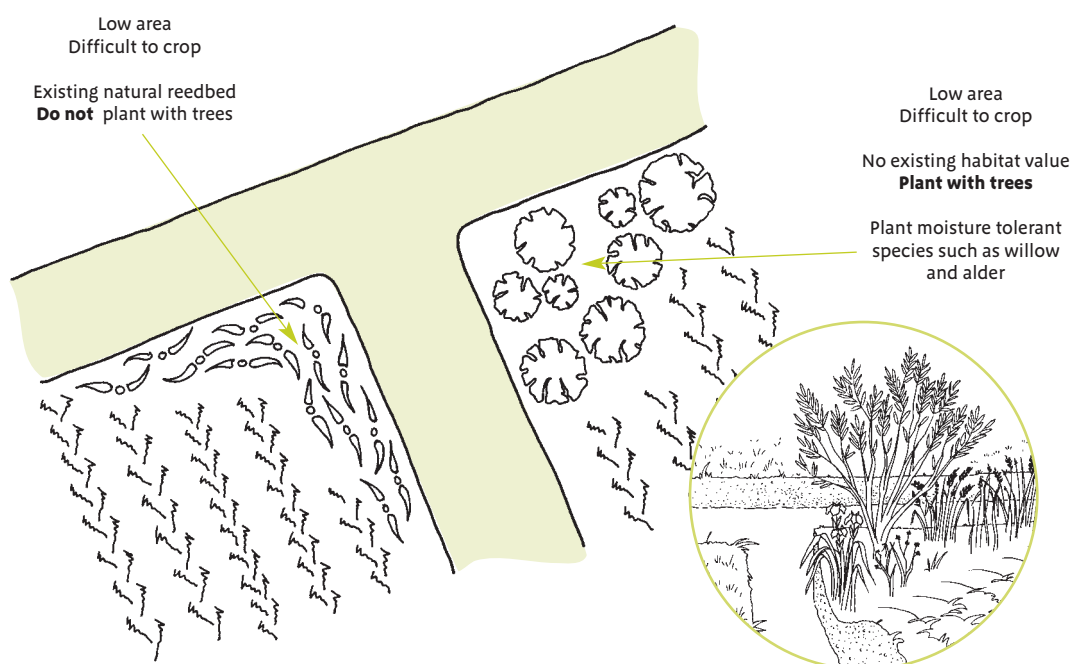 Low area
Difficult to crop
Existing natural reedbed
Do not plant with trees
Low area
Difficult to crop
No existing habitat value
Plant with trees
Plant moisture tolerant
species such as willow
and alder